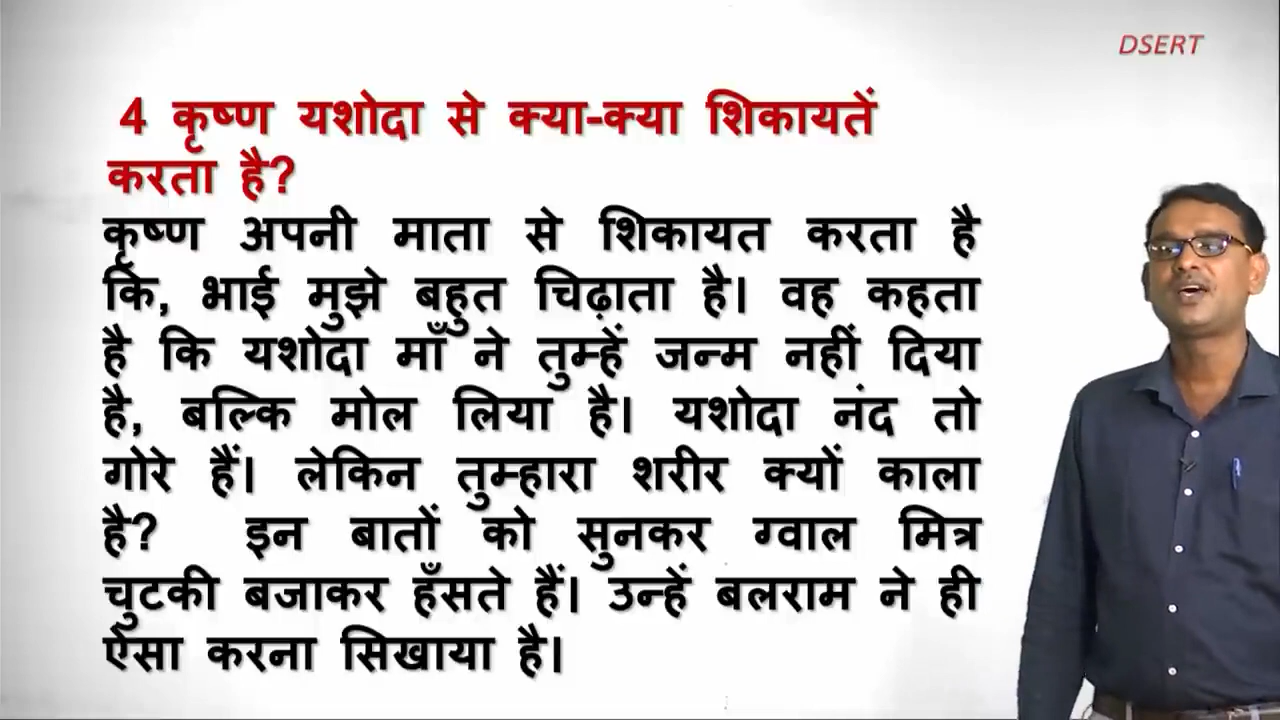 DSERT
4 कृष्ण यशोदा से क्या-क्या शिकायतें
करता है?
कृष्ण अपनी माता से शिकायत करता है
कि, भाई मुझे बहुत चिढ़ाता है। वह कहता
है कि यशोदा माँ ने तुम्हें जन्म नहीं दिया
है, बल्कि मोल लिया है। यशोदा नंद तो
गोरे हैं। लेकिन तुम्हारा शरीर क्यों काला
है? इन बातों को सुनकर ग्वाल मित्र
चुटकी बजाकर हँसते हैं। उन्हें बलराम ने ही
ऐसा करना सिखाया है।